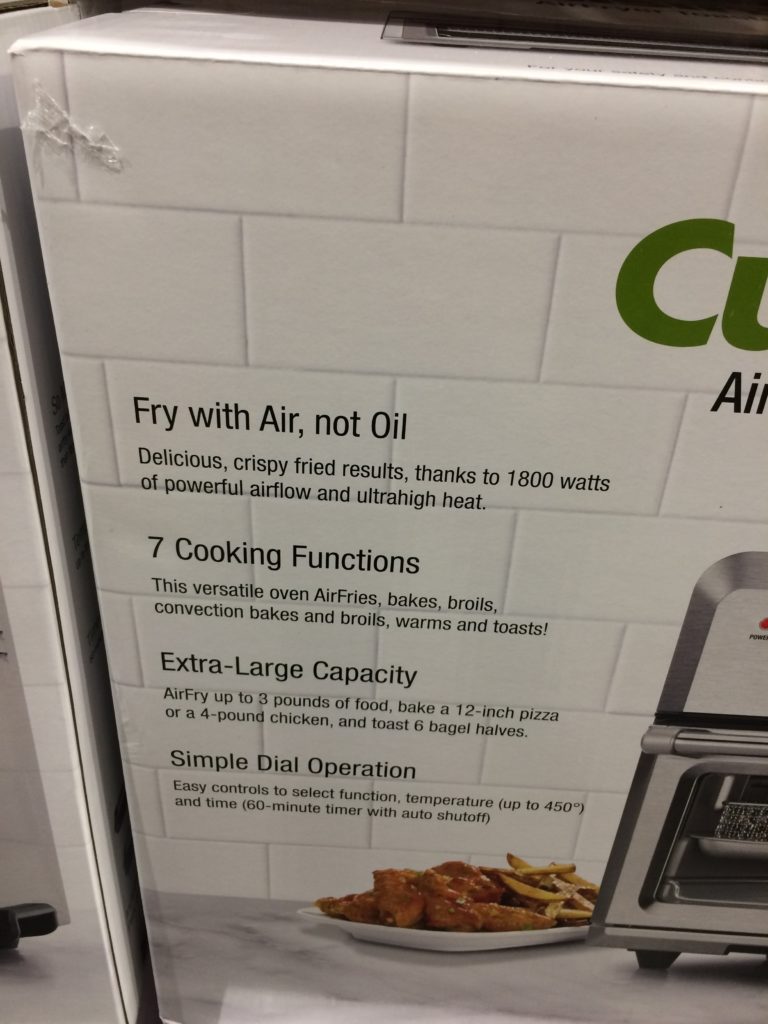 Cu
Air
Fry with Air, not Oil
Delicious, crispy fried results, thanks to 1800 watts
of powerful airflow and ultrahigh heat.
7 Cooking Functions
This versatile oven AirFries, bakes, broils,
convection bakes and broils, warms and toasts!
Extra-Large Capacity
AirFry up to 3 pounds of food, bake a 12-inch pizza
or a 4-pound chicken, and toast 6 bagel halves.
Simple Dial Operation
Easy controls to select function, temperature (up to 450°)
and time (60-minute timer with auto shutoff)
POWER